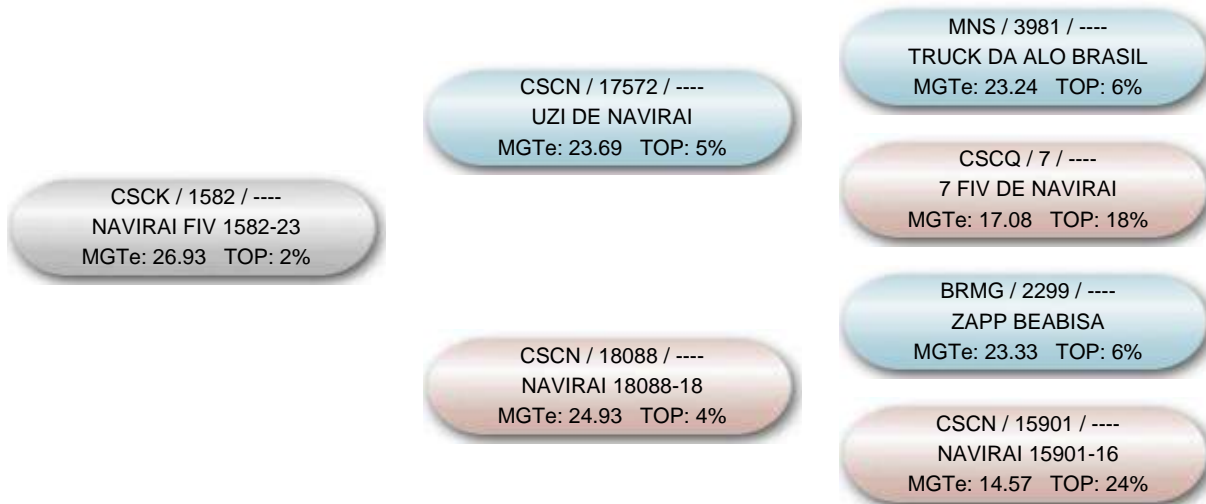 CSCK / 1582 / ----
NAVIRAI FIV 1582-23
MGTe: 26.93 TOP: 2%
CSCN / 17572 / ----
UZI DE NAVIRAI
MGTe: 23.69 TOP: 5%
CSCN / 18088 / ----
NAVIRAI 18088-18
MGTe: 24.93 TOP: 4%
MNS / 3981 / ----
TRUCK DA ALO BRASIL
MGTe: 23.24 TOP: 6%
CSCQ / 7 / ----
7 FIV DE NAVIRAI
MGTe: 17.08 TOP: 18%
BRMG / 2299 / ----
ZAPP BEABISA
MGTe: 23.33 TOP: 6%
CSCN / 15901 / ----
NAVIRAI 15901-16
MGTe: 14.57 TOP: 24%